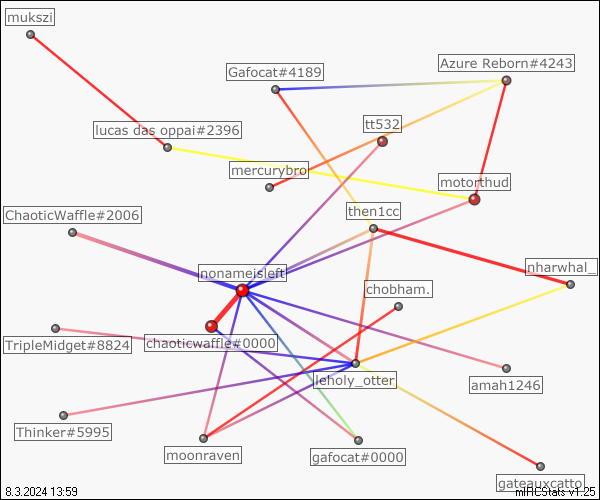 mukszi
Azure Reborn#4243
Gafocat#4189
tt532
lucas das oppai#2396
mercurybro
motorthud
ChaoticWaffle#2006
then1cc
nonameisleft
nharwhal_
chobham.
TripleMidget#8824
Chaoticwaffle#0000
leholy_otter
amah1246
Thinker#5995
moonraven
gafocat#0000
gateauxcatto
8.3.2024 13:59
mIRCStats v1.25